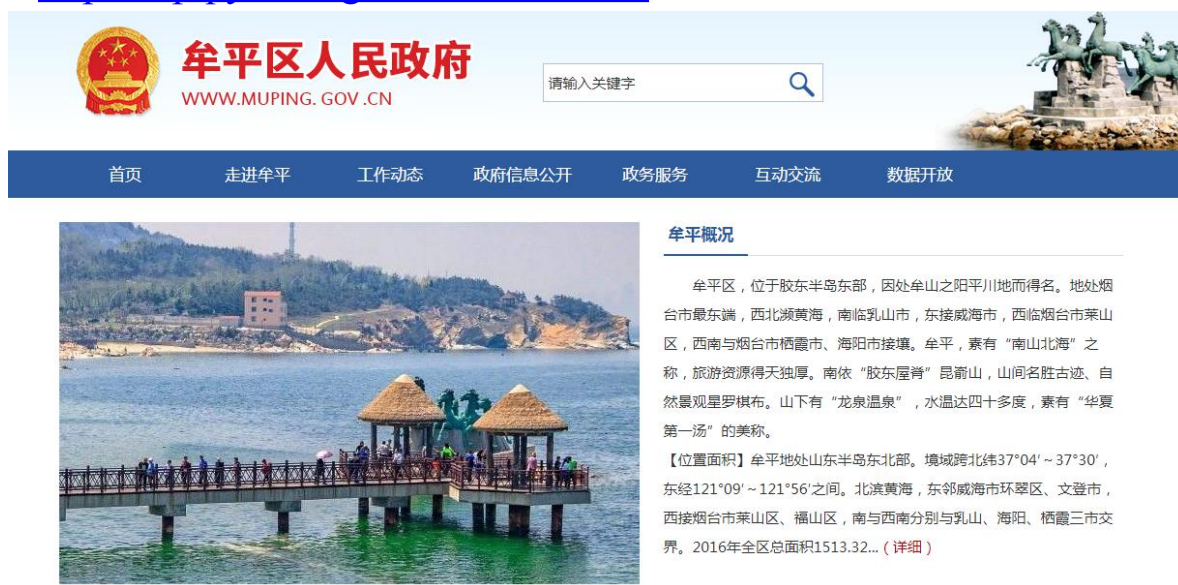 牟平区人民政府
WWW.MUPING. GOV .CN
请输入关键字
首页 走进牟平 工作动态 政府信息公开 政务服务 互动交流 数据开放
牟平概况
牟平区，位于胶东半岛东部，因处牟山之阳平川地而得名。地处烟
台市最东端，西北濒黄海，南临乳山市，东接威海市，西临烟台市莱山
区，西南与烟台市栖霞市、海阳市接壤。牟平，素有“南山北海”之
称，旅游资源得天独厚。南依“胶东屋脊”昆嵛山，山间名胜古迹、自
然景观星罗棋布。山下有“龙泉温泉”，水温达四十多度，素有“华夏
第一汤”的美称。
【位置面积】牟平地处山东半岛东北部。境域跨北纬37°04′～37°30′，
东经121°09′～121°56′之间。北滨黄海，东邻威海市环翠区、文登市，
西接烟台市莱山区、福山区，南与西南分别与乳山、海阳、栖霞三市交
界。2016年全区总面积1513.32...（详细）